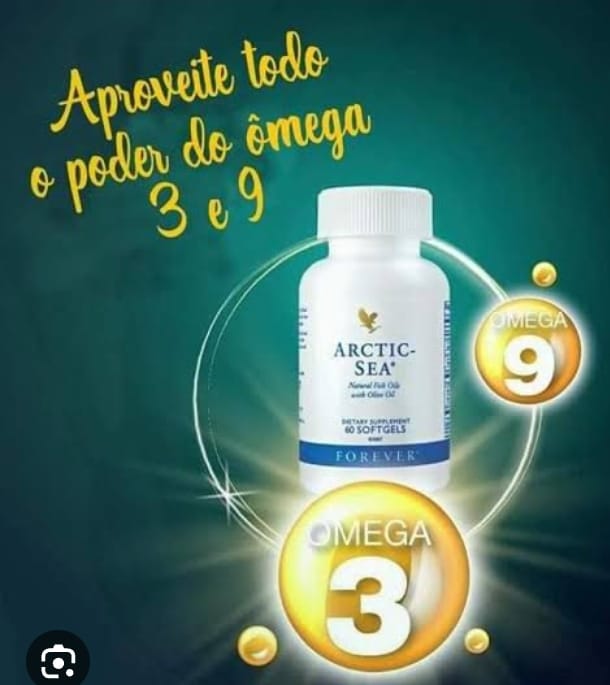 Aproveite todo
o poder do ômega
3 e 9
OMEGA
9
ARCTIC-
SEA®
Natural Fish Oils
with Olive Oil
DIETARY SUPPLEMENT
60 SOFTGELS
FOREVER
OMEGA
3